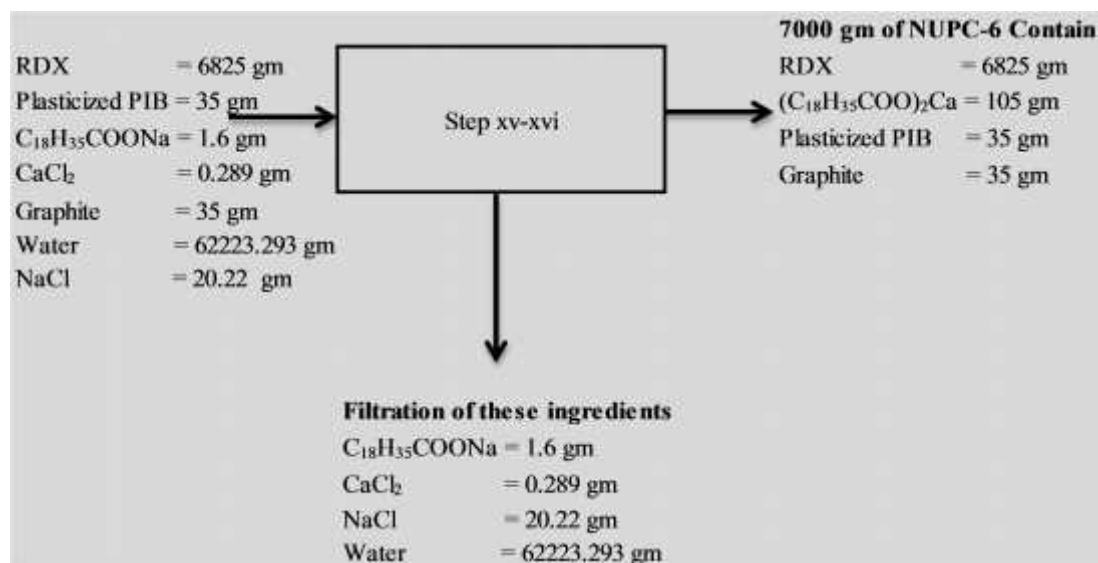 RDX = 6825 gm
Plasticized PIB = 35 gm
C₁₈H₃₅COONa = 1.6 gm
CaCl₂ = 0.289 gm
Graphite = 35 gm
Water = 62223.293 gm
NaCl = 20.22 gm
Step xv-xvi
7000 gm of NUPC-6 Contain
RDX = 6825 gm
(C₁₈H₃₅COO)₂Ca = 105 gm
Plasticized PIB = 35 gm
Graphite = 35 gm
Filtration of these ingredients
C₁₈H₃₅COONa = 1.6 gm
CaCl₂ = 0.289 gm
NaCl = 20.22 gm
Water = 62223.293 gm